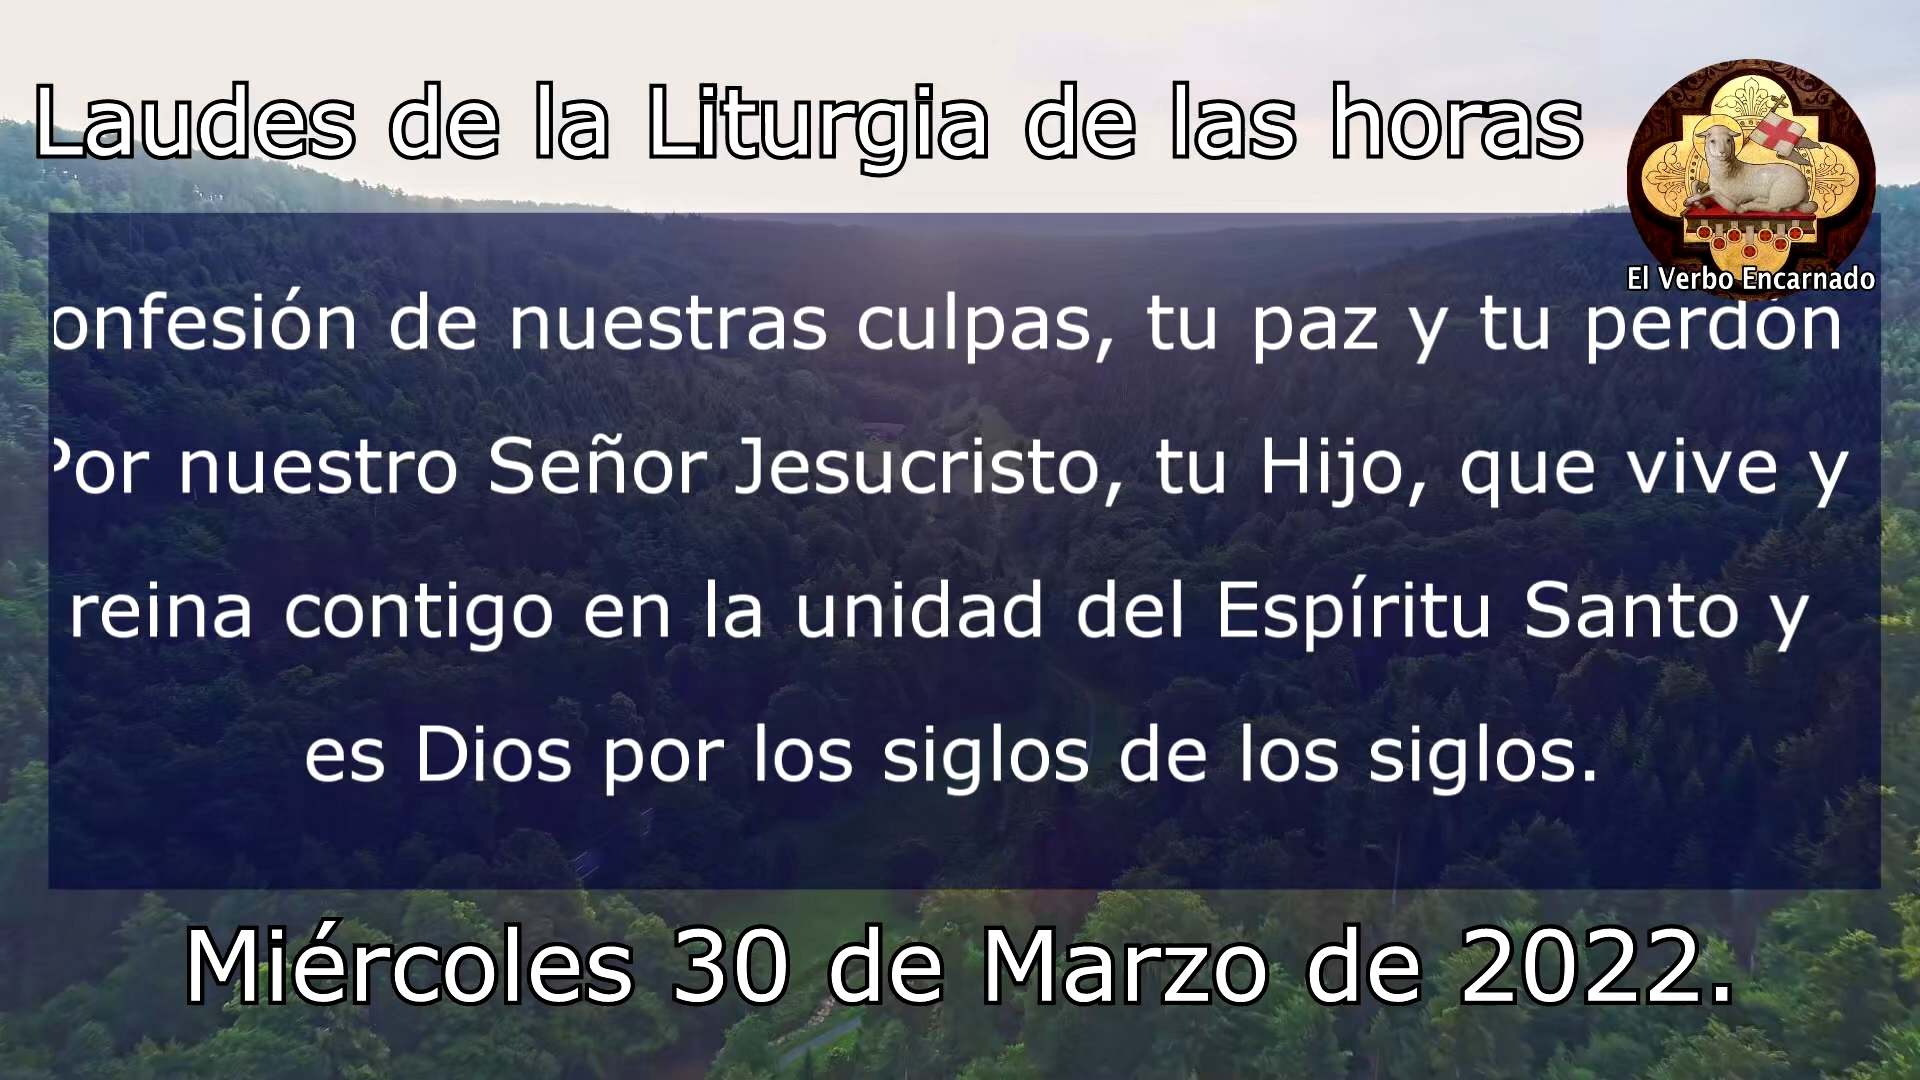 Laudes de la Liturgia de las horas
El Verbo Encarnado
onfesión de nuestras culpas, tu paz y tu perdón
Por nuestro Señor Jesucristo, tu Hijo, que vive y
reina contigo en la unidad del Espíritu Santo y
es Dios por los siglos de los siglos.
Miércoles 30 de Marzo de 2022.